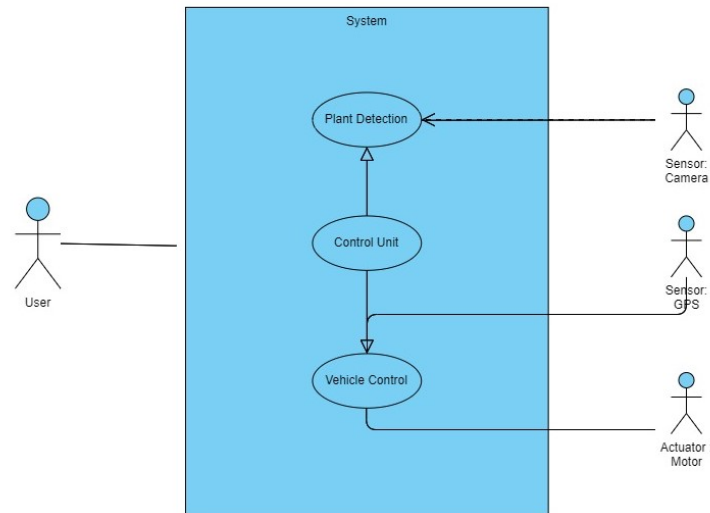 System
Plant Detection
Sensor:
Camera
Control Unit
User
Sensor:
GPS
Vehicle Control
Actuator
Motor